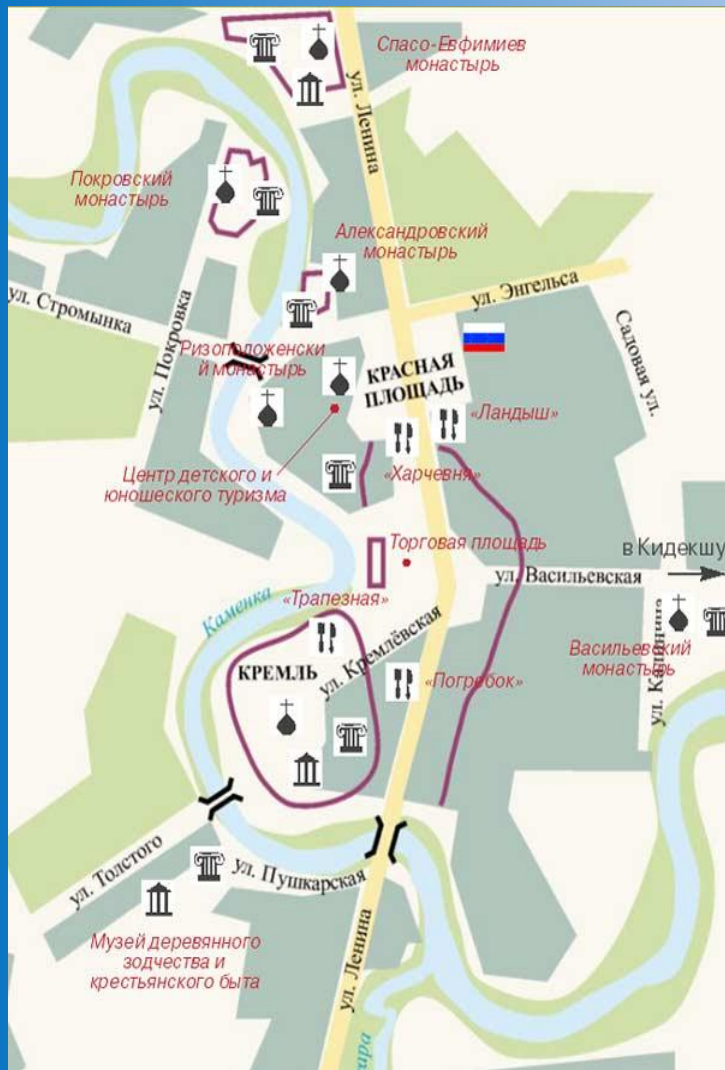 Спасо-Евфимиев
монастырь
ул. Ленина
Покровский
монастырь
Александровский
монастырь
ул. Энгельса
ул. Стромынка
ул. Покровка
Садовая ул.
Ризоположенски
й монастырь
КРАСНАЯ
ПЛОЩАДЬ
«Ландыш»
«Харчевня»
Центр детского и
юношеского туризма
Торговая площадь
в Кидекшу
ул. Васильевская
Каменка
«Трапезная»
ул. Кремлёвская
Васильевский
монастырь
ул. Калинина
КРЕМЛЬ
«Погребок»
ул. Толстого
ул. Пушкарская
Музей деревянного
зодчества и
крестьянского быта
ул. Ленина